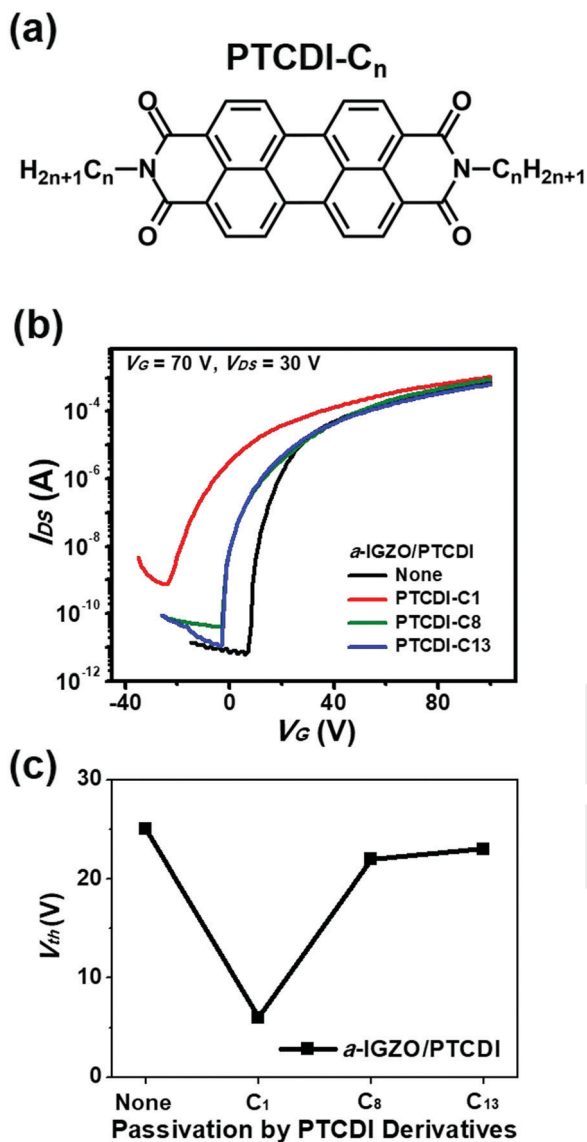 (a)
PTCDI-Cn
O O
H2n+1Cn N N CnH2n+1
O O
(b)
VG = 70 V, VDS = 30 V
10-4
10-6
10-8
10-10
10-12
IDS (A)
a-IGZO/PTCDI
None
PTCDI-C1
PTCDI-C8
PTCDI-C13
-40 0 40 80
VG (V)
(c)
30
20
10
0
Vth (V)
a-IGZO/PTCDI
None C1 C8 C13
Passivation by PTCDI Derivatives